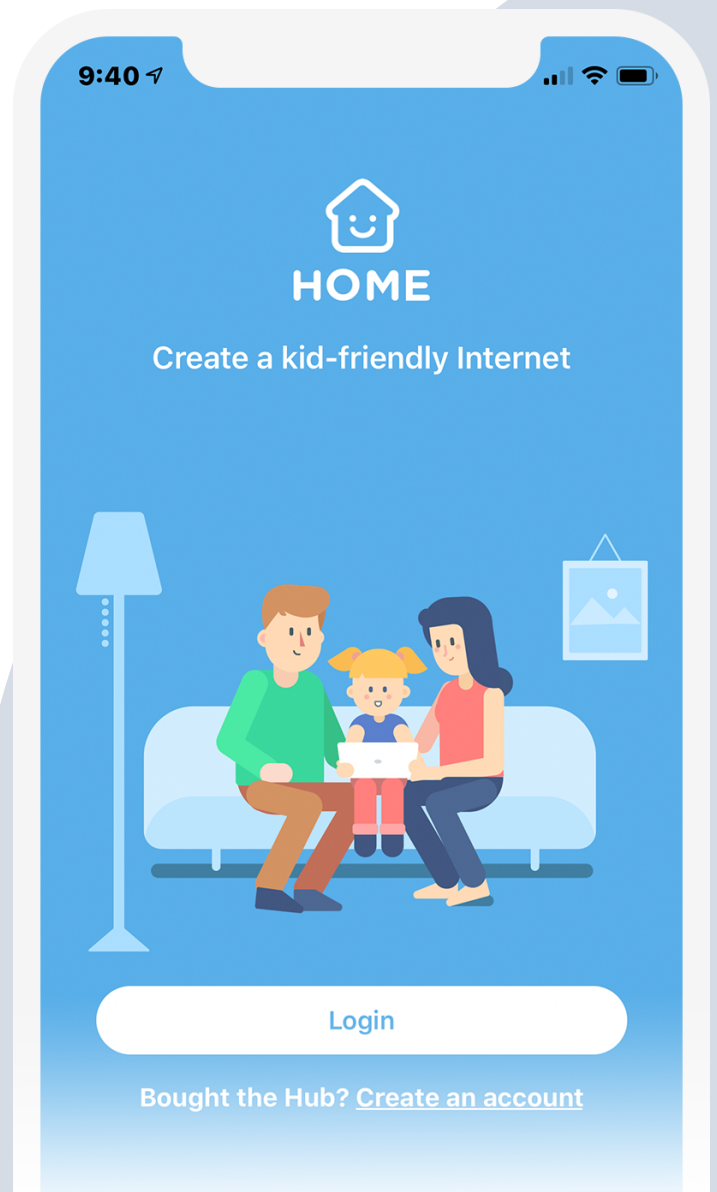 9:40
HOME
Create a kid-friendly Internet
Login
Bought the Hub? Create an account